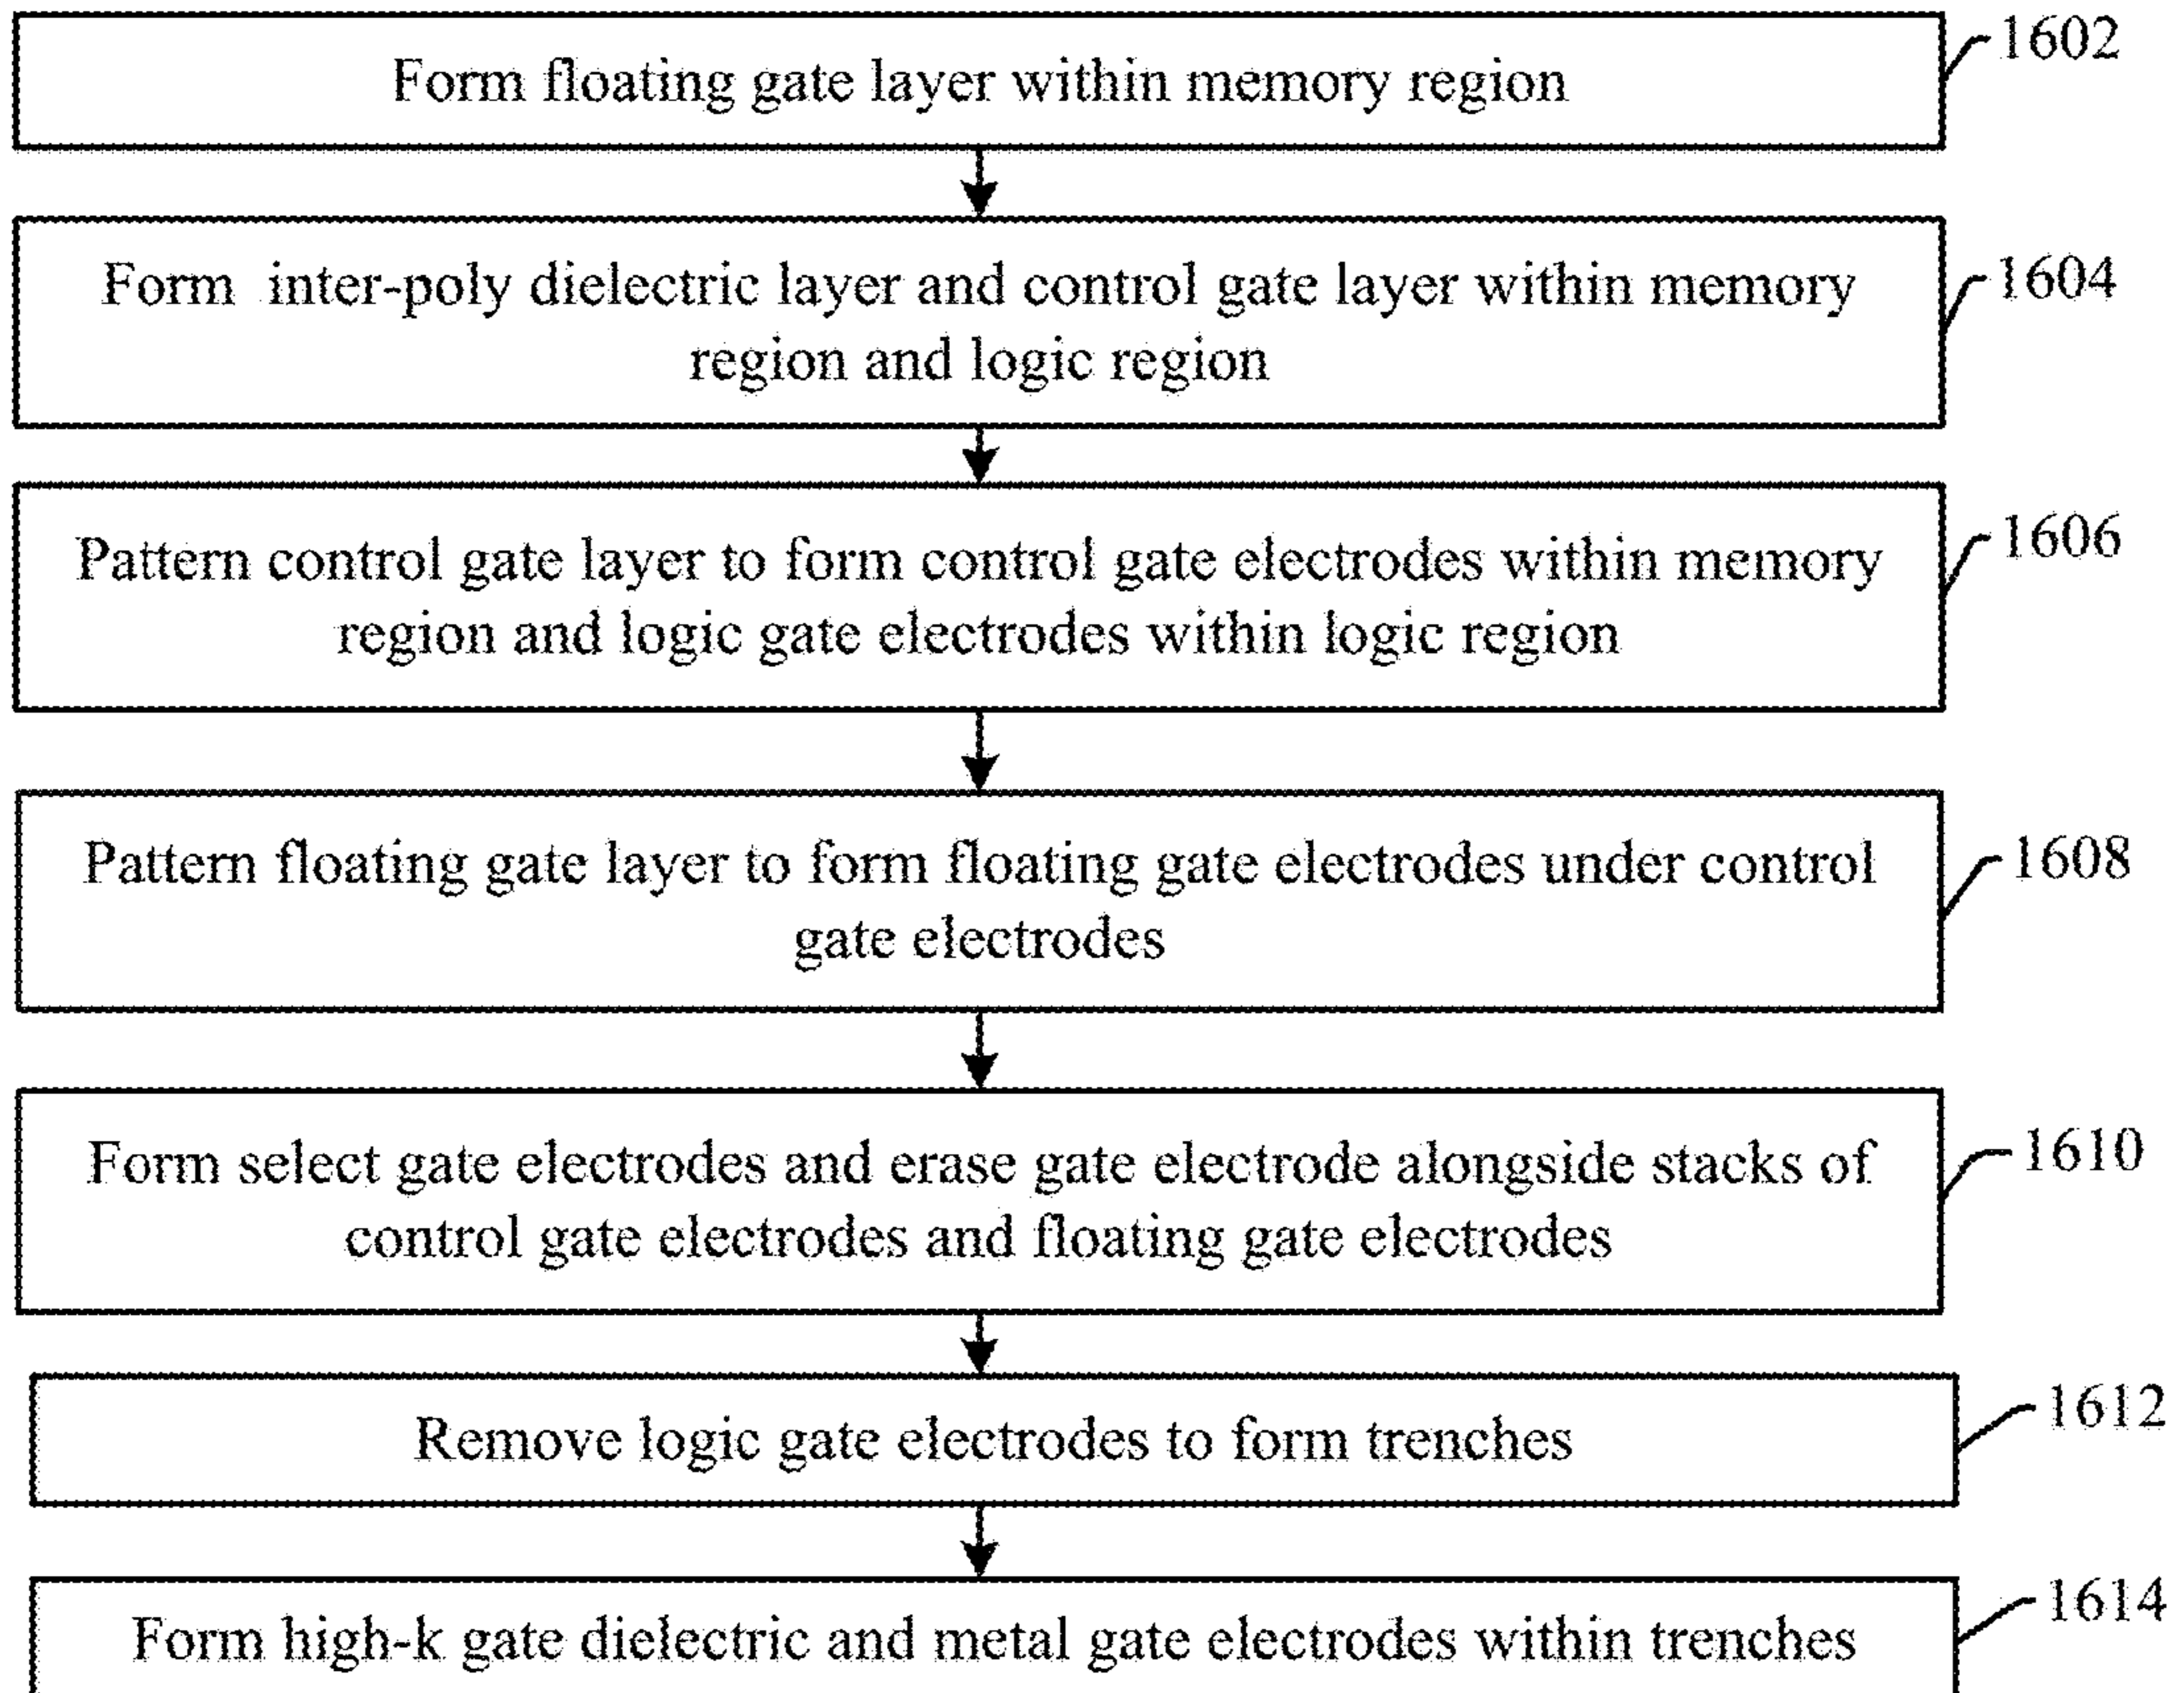 Form floating gate layer within memory region
1602
Form inter-poly dielectric layer and control gate layer within memory
region and logic region
1604
Pattern control gate layer to form control gate electrodes within memory
region and logic gate electrodes within logic region
1606
Pattern floating gate layer to form floating gate electrodes under control
gate electrodes
1608
Form select gate electrodes and erase gate electrode alongside stacks of
control gate electrodes and floating gate electrodes
1610
Remove logic gate electrodes to form trenches
1612
Form high-k gate dielectric and metal gate electrodes within trenches
1614